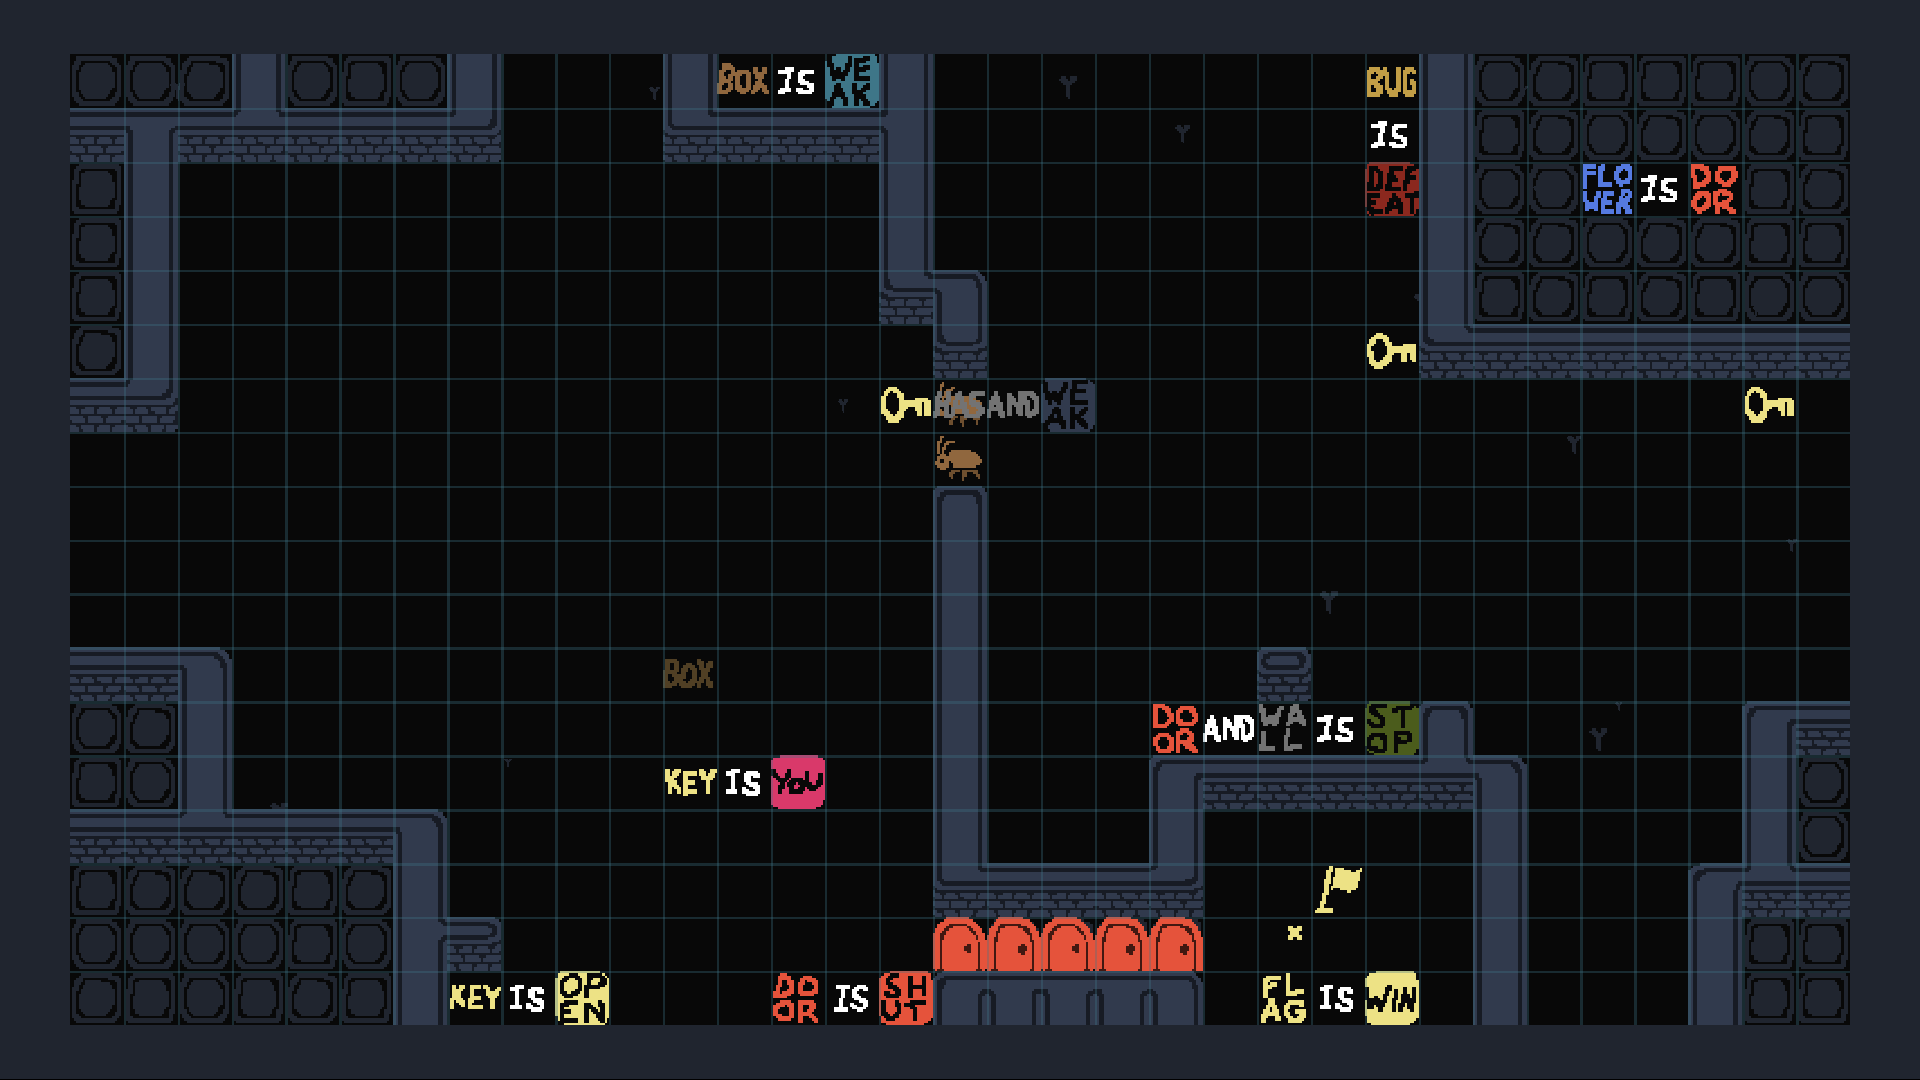 BOX IS WEAK
BUG
IS
DEFEAT
FLOWER IS DOOR
HAS AND WEAK
BOX
DOOR AND WALL IS STOP
KEY IS YOU
KEY IS OPEN
DOOR IS SHUT
FLAG IS WIN